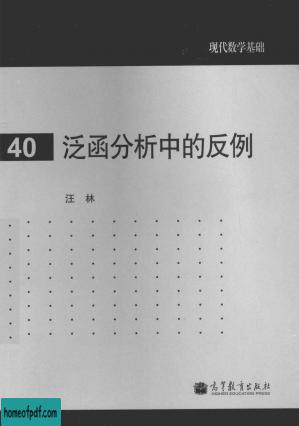 现代数学基础
40 泛函分析中的反例
汪 林
高等教育出版社
HIGHER EDUCATION PRESS
homeofpdf.com